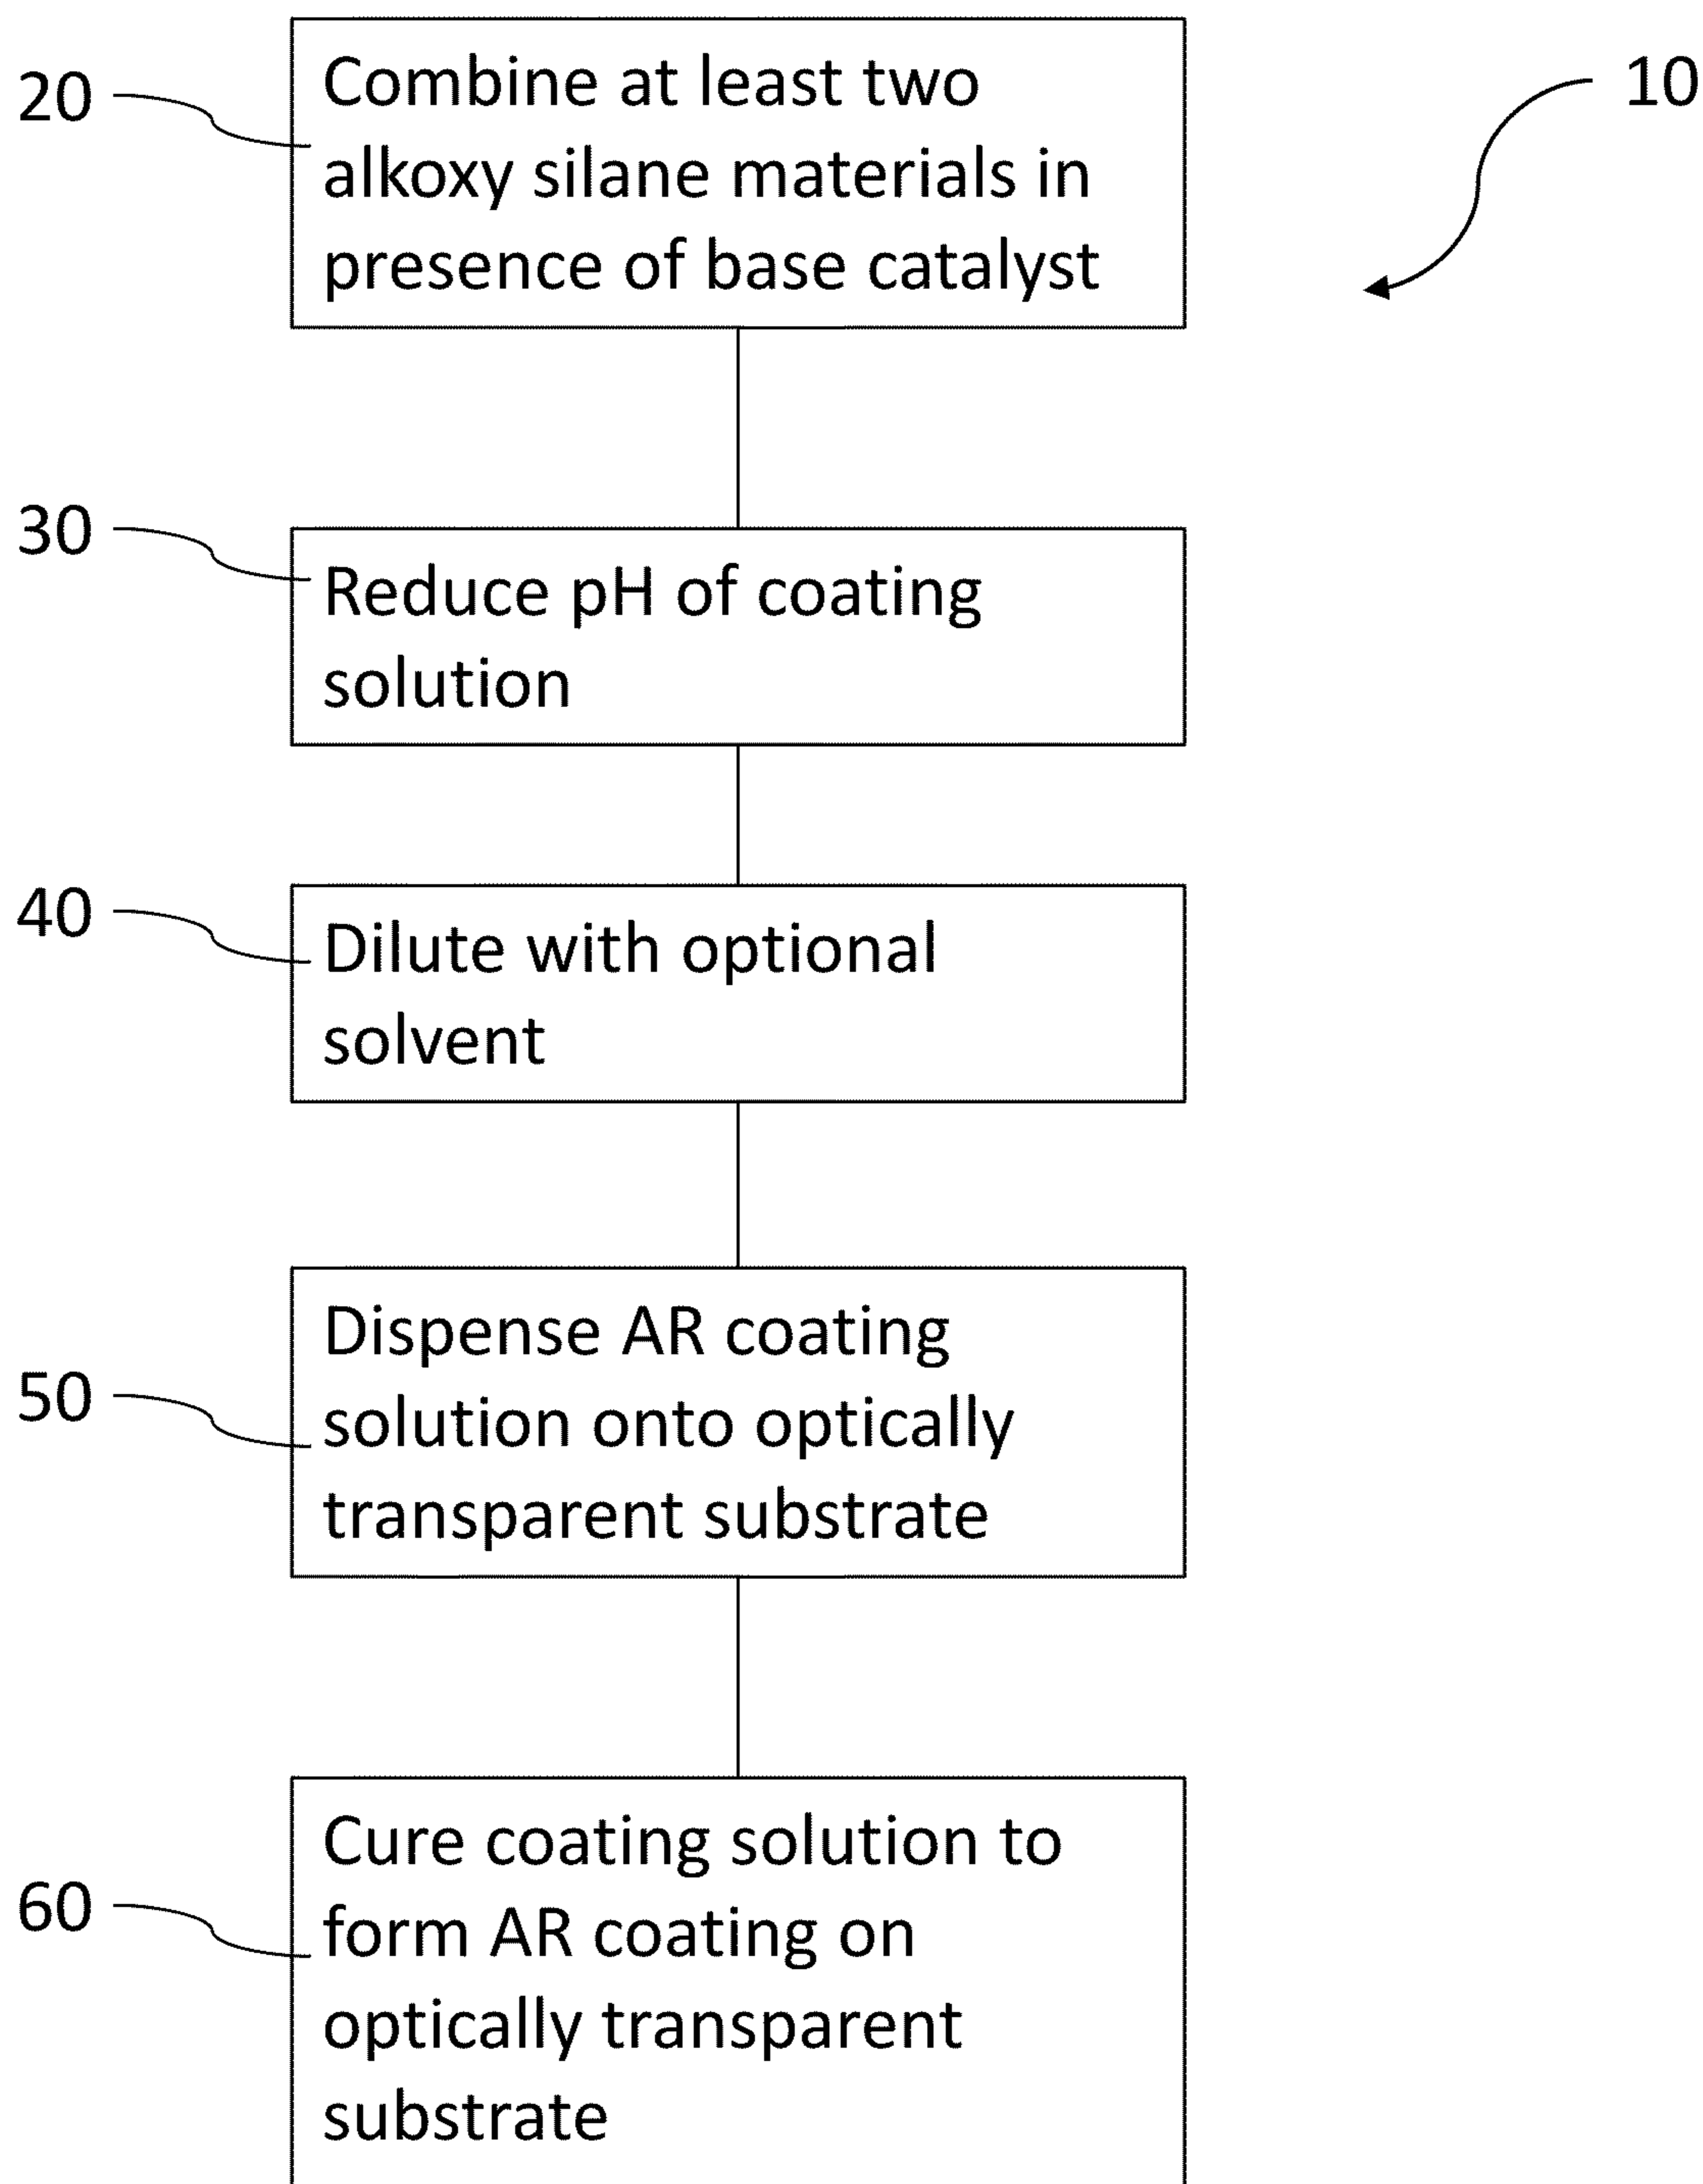 20
Combine at least two
alkoxy silane materials in
presence of base catalyst
10
30
Reduce pH of coating
solution
40
Dilute with optional
solvent
50
Dispense AR coating
solution onto optically
transparent substrate
60
Cure coating solution to
form AR coating on
optically transparent
substrate